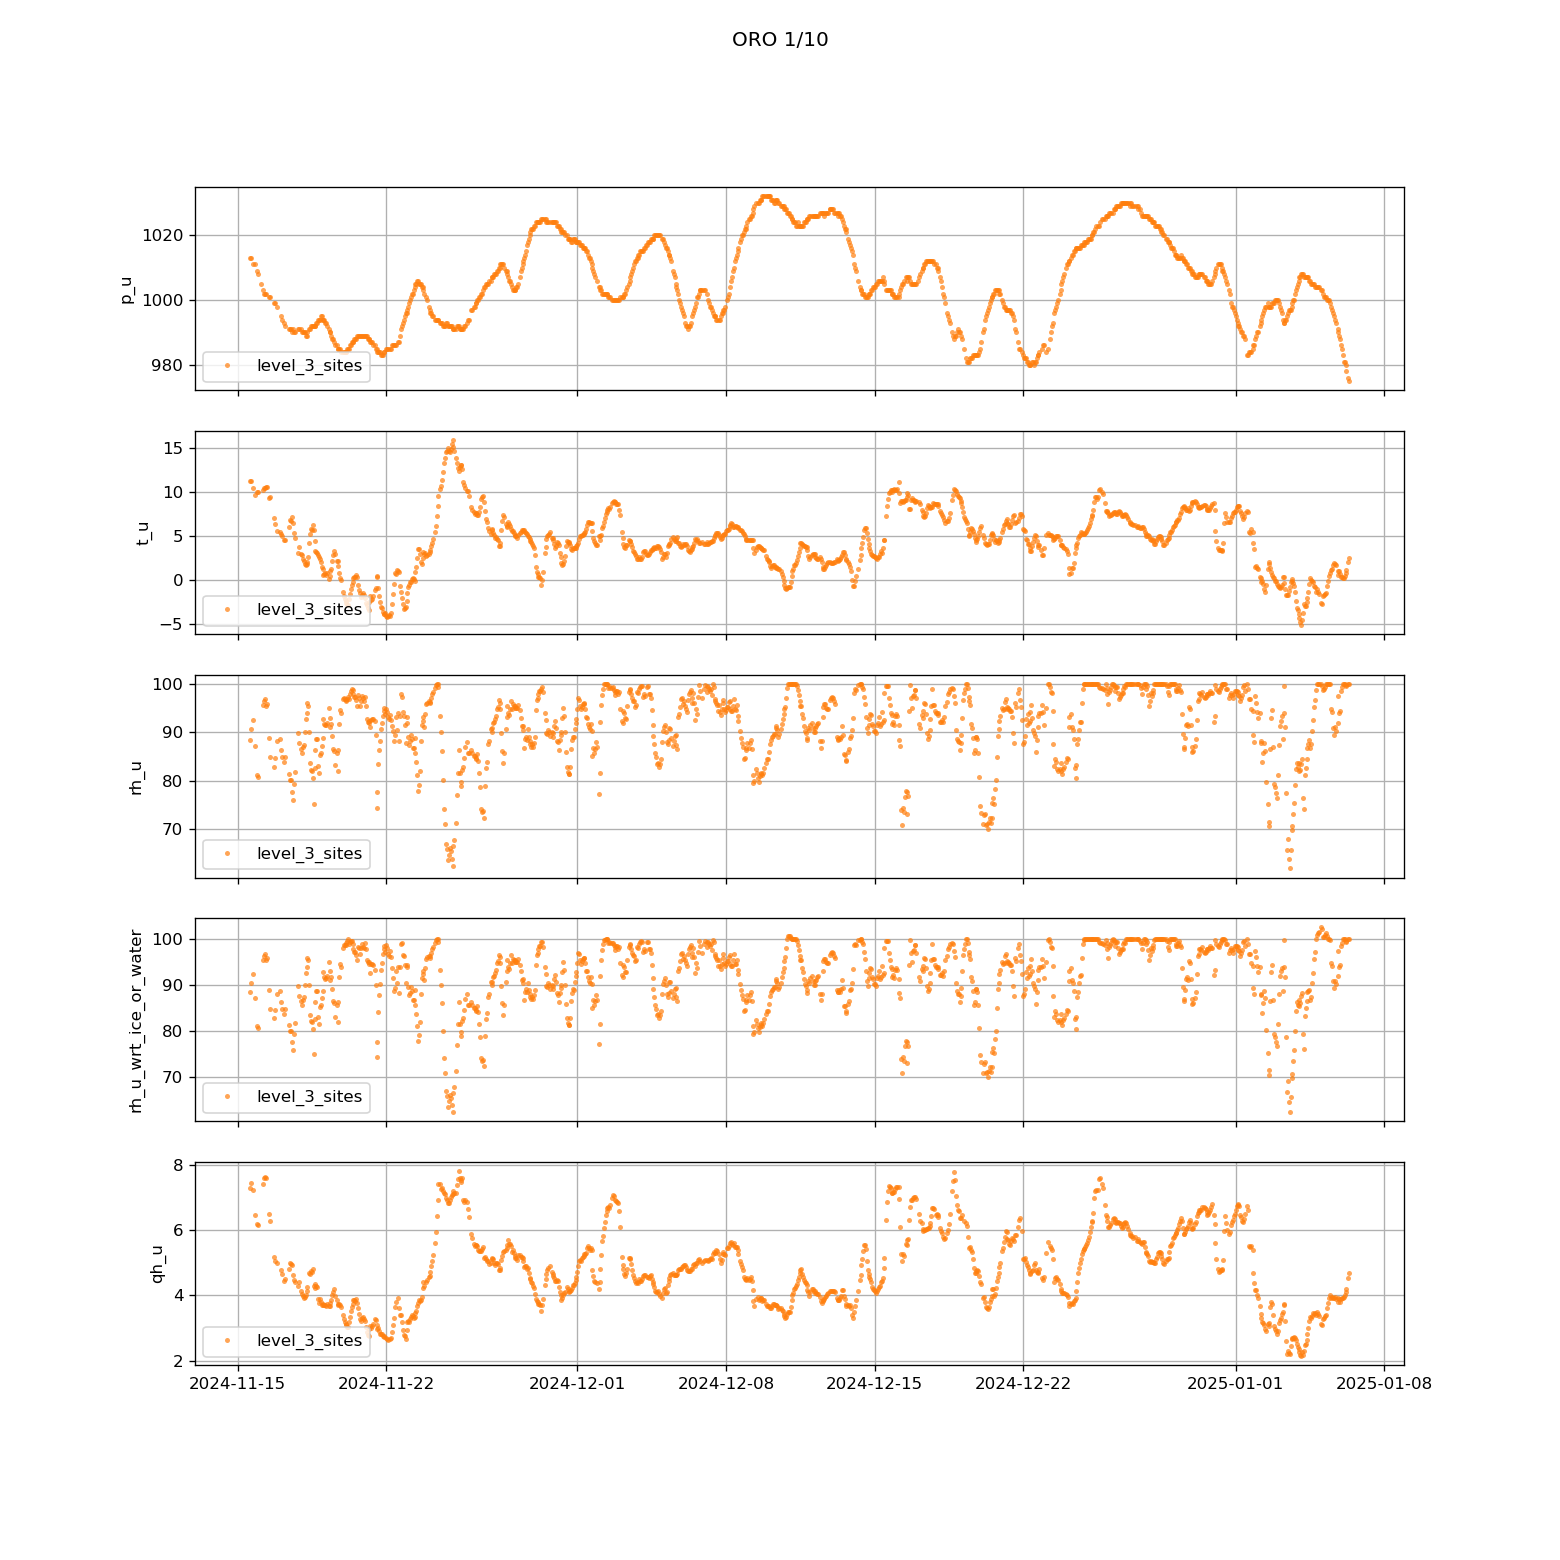 ORO 1/10
1020
1000
980
p_u
level_3_sites
15
10
5
0
−5
t_u
level_3_sites
100
90
80
70
rh_u
level_3_sites
100
90
80
70
rh_u_wrt_ice_or_water
level_3_sites
8
6
4
2
qh_u
level_3_sites
2024-11-15 2024-11-22 2024-12-01 2024-12-08 2024-12-15 2024-12-22 2025-01-01 2025-01-08